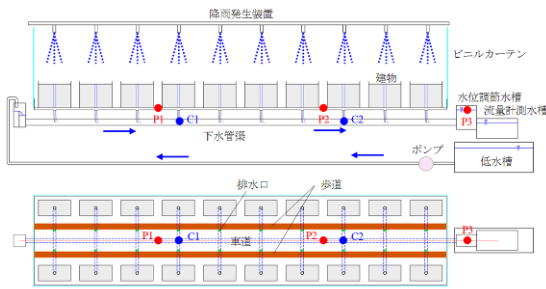 降雨発生装置
ビニルカーテン
建物
水位調節水槽
流量計測水槽
P1
C1
P2
C2
P3
下水管渠
ポンプ
低水槽
排水口
歩道
P1
C1
車道
P2
C2
P3